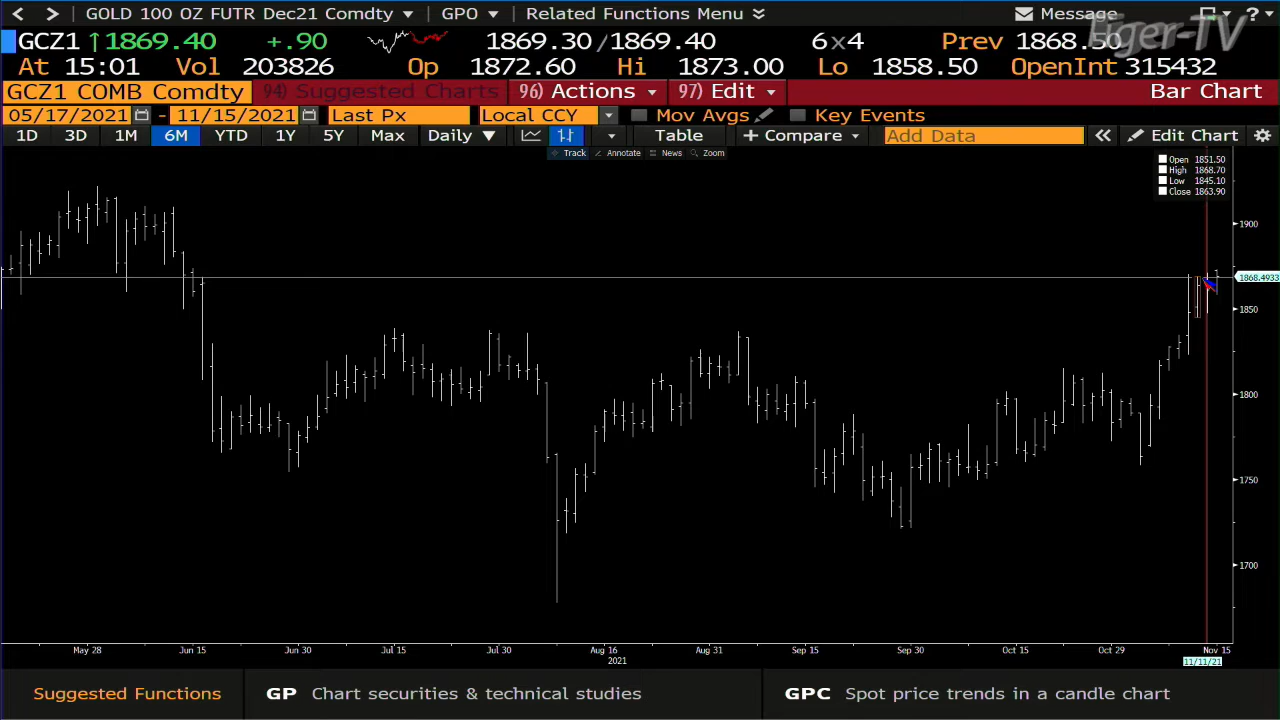 GOLD 100 OZ FUTR Dec21 Comdty GPO Related Functions Menu Message ?
GCZ1 ↑1869.40 +.90 1869.30/1869.40 6x4 Prev 1868.50
Eger-TV
At 15:01 Vol 203826 Op 1872.60 Hi 1873.00 Lo 1858.50 OpenInt 315432
GCZ1 COMB Comdty 94) Suggested Charts 96) Actions 97) Edit Bar Chart
05/17/2021 - 11/15/2021 Last Px Local CCY Mov Avgs Key Events
1D 3D 1M 6M YTD 1Y 5Y Max Daily ▼ Table + Compare Add Data « Edit Chart
Track Annotate News Zoom
Open 1851.50
High 1868.70
Low 1845.10
Close 1863.90
1900
1868.4933
1850
1800
1750
1700
May 28 Jun 15 Jun 30 Jul 15 Jul 30 Aug 16 Aug 31 Sep 15 Sep 30 Oct 15 Oct 29 Nov 15
2021 11/11/21
Suggested Functions GP Chart securities & technical studies GPC Spot price trends in a candle chart